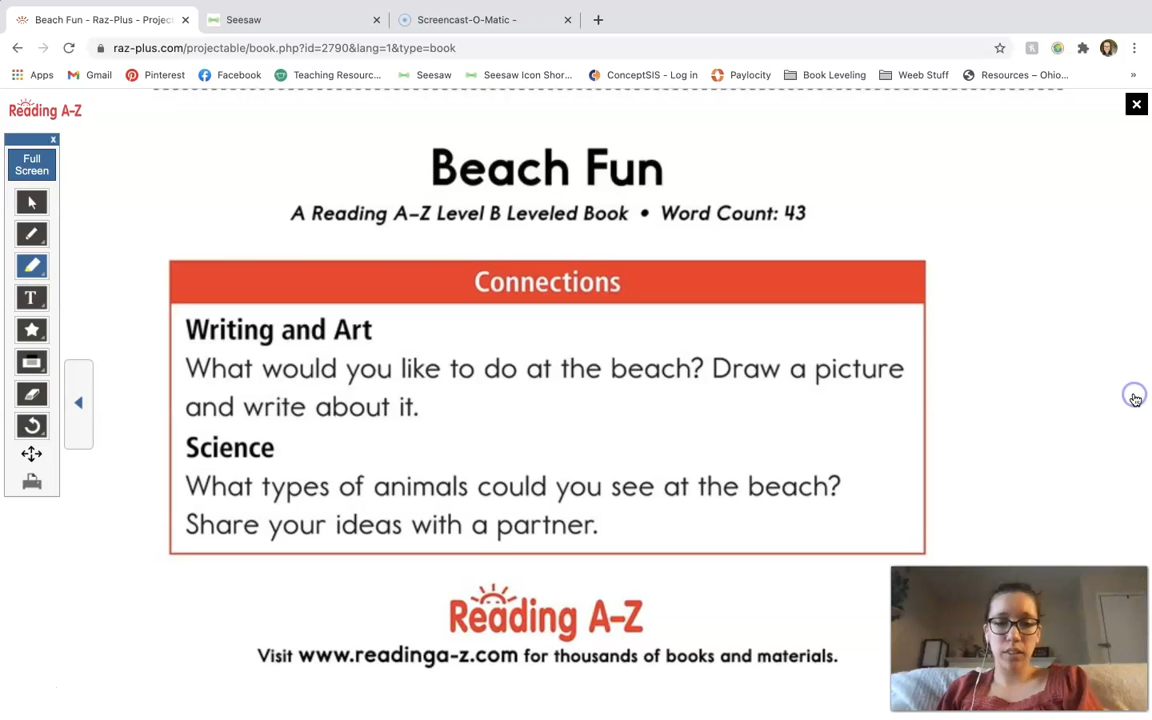 Beach Fun - Raz-Plus - Project
Seesaw
Screencast-O-Matic -
raz-plus.com/projectable/book.php?id=2790&lang=1&type=book
Apps
Gmail
Pinterest
Facebook
Teaching Resourc...
Seesaw
Seesaw Icon Shor...
ConceptSIS - Log in
Paylocity
Book Leveling
Weeb Stuff
Resources – Ohio...
»
Reading A-Z
x
Full
Screen
T
Beach Fun
A Reading A–Z Level B Leveled Book • Word Count: 43
Connections
Writing and Art
What would you like to do at the beach? Draw a picture
and write about it.
Science
What types of animals could you see at the beach?
Share your ideas with a partner.
Reading A-Z
Visit www.readinga-z.com for thousands of books and materials.